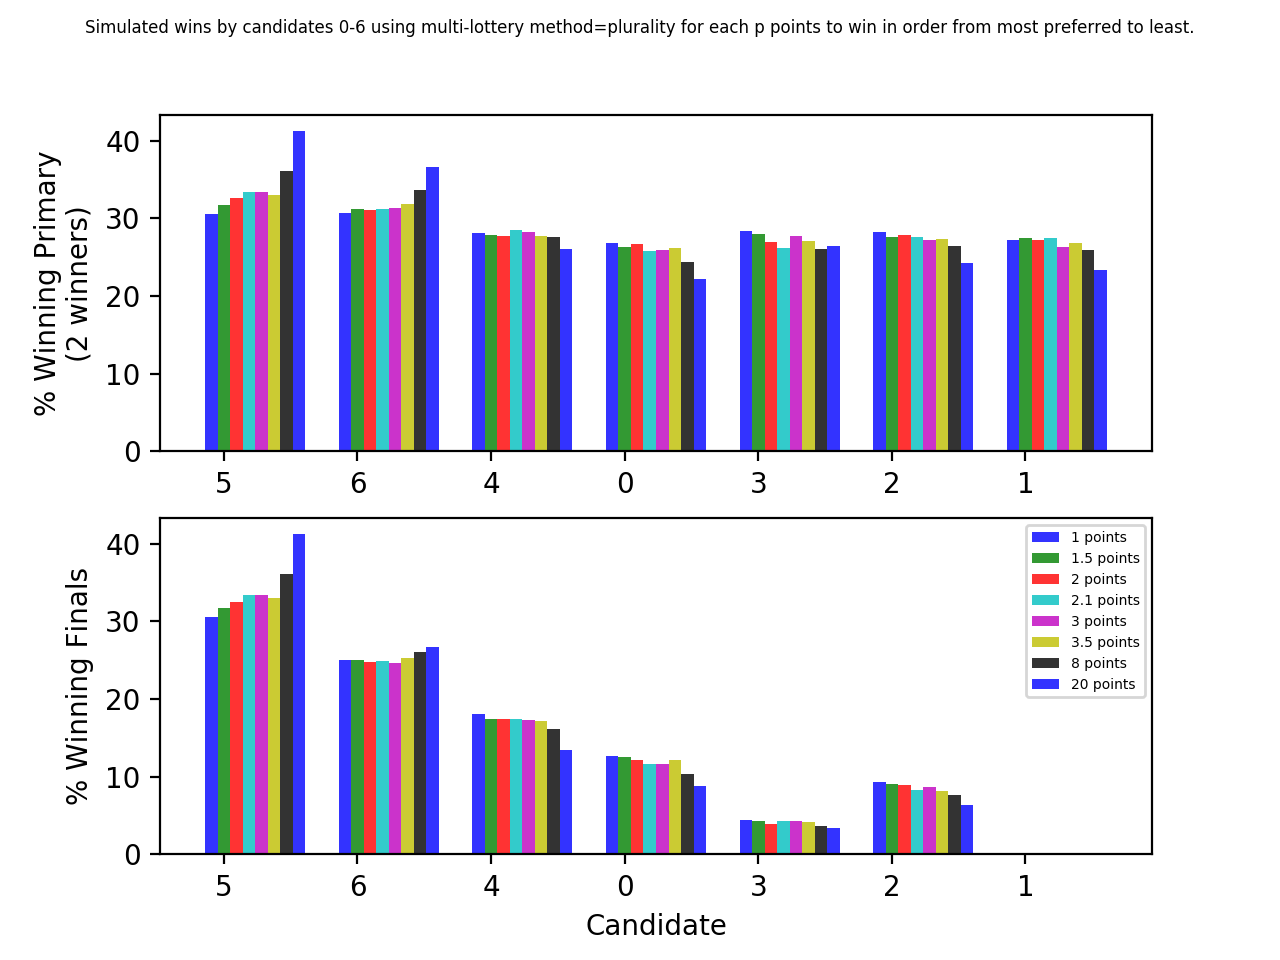 Simulated wins by candidates 0-6 using multi-lottery method=plurality for each p points to win in order from most preferred to least.
% Winning Primary
(2 winners)
40
30
20
10
0
5 6 4 0 3 2 1
% Winning Finals
40
30
20
10
0
1 points
1.5 points
2 points
2.1 points
3 points
3.5 points
8 points
20 points
5 6 4 0 3 2 1
Candidate